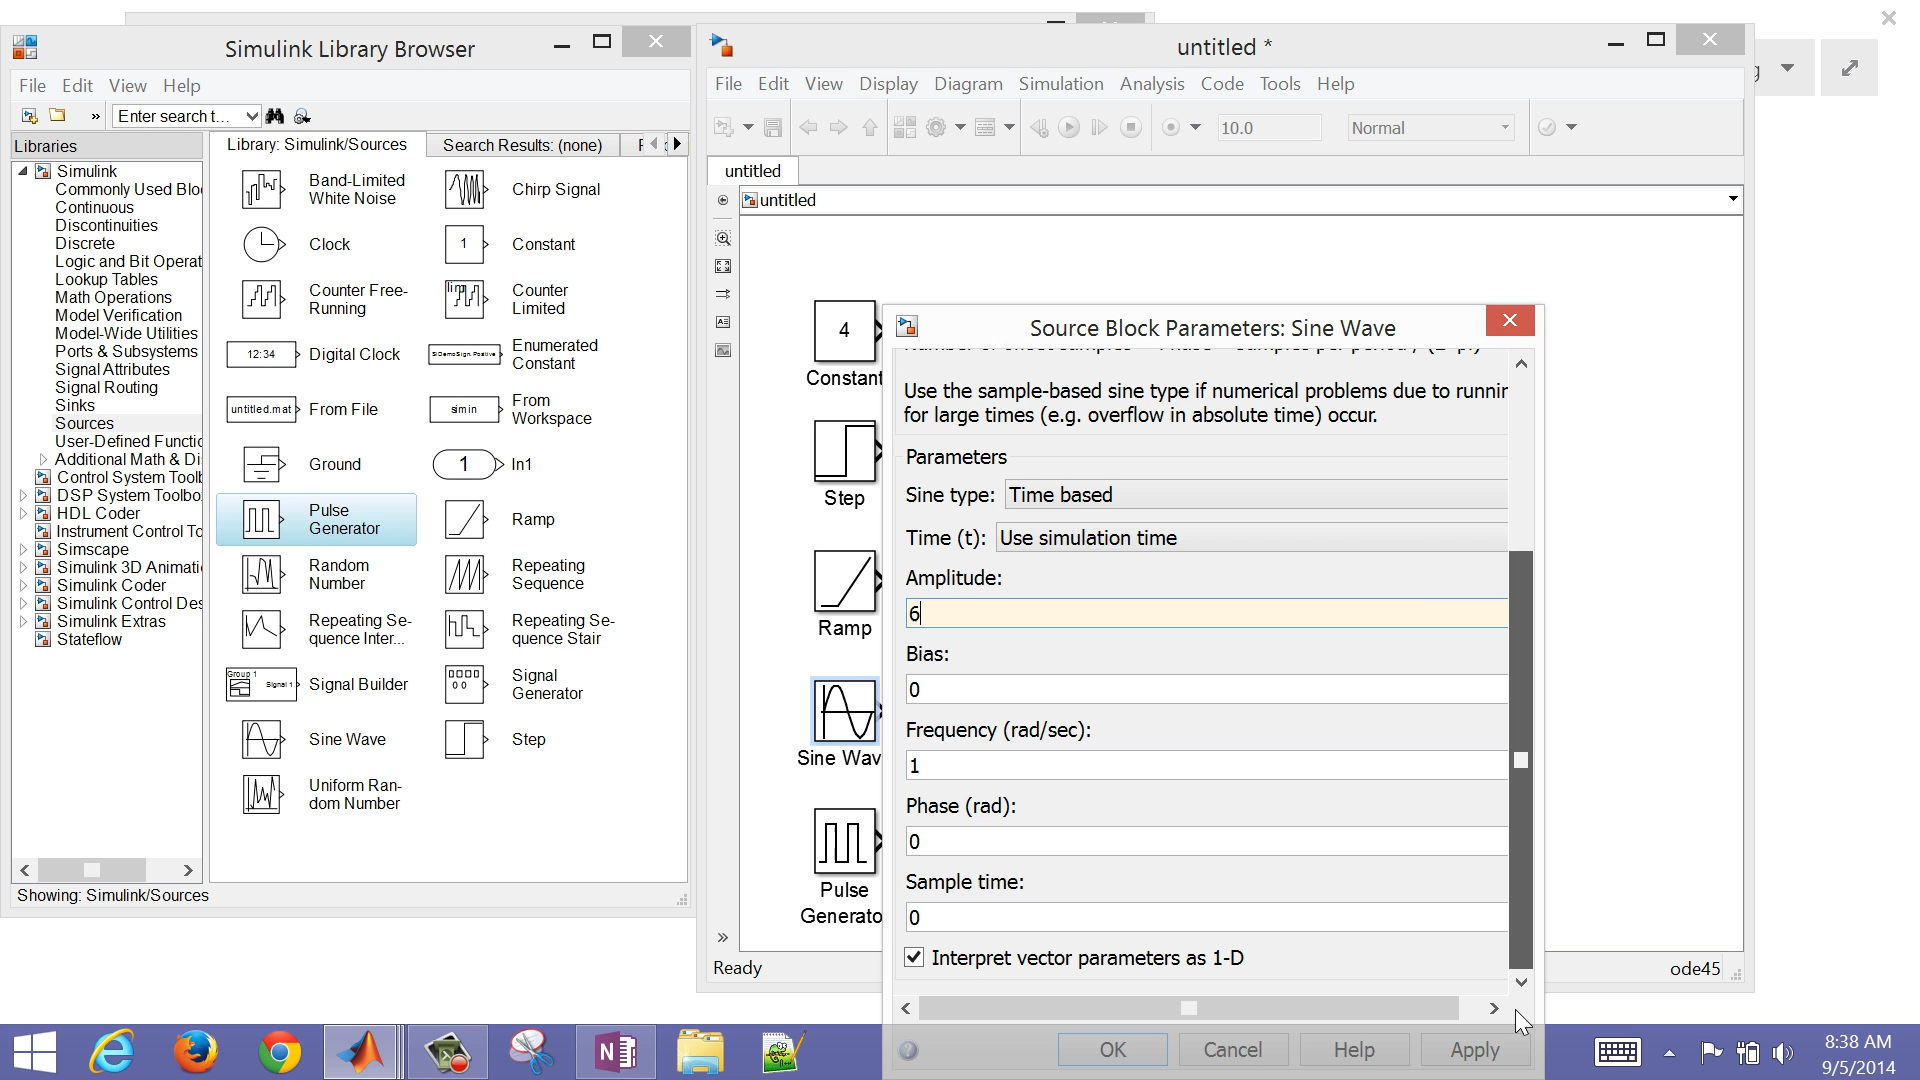 Simulink Library Browser
File Edit View Help
» Enter search t...
Libraries
Simulink
Commonly Used Blo
Continuous
Discontinuities
Discrete
Logic and Bit Operat
Lookup Tables
Math Operations
Model Verification
Model-Wide Utilities
Ports & Subsystems
Signal Attributes
Signal Routing
Sinks
Sources
User-Defined Functio
Additional Math & Di
Control System Toolb
DSP System Toolbo
HDL Coder
Instrument Control To
Simscape
Simulink 3D Animati
Simulink Coder
Simulink Control Des
Simulink Extras
Stateflow
Library: Simulink/Sources Search Results: (none)
Band-Limited
White Noise
Chirp Signal
Clock
1
Constant
Counter Free-
Running
lim
Counter
Limited
12:34
Digital Clock
SlDemoSign.Positive
Enumerated
Constant
untitled.mat
From File
simin
From
Workspace
Ground
1
In1
Pulse
Generator
Ramp
Random
Number
Repeating
Sequence
Repeating Se-
quence Inter...
Repeating Se-
quence Stair
Group 1
Signal 1
Signal Builder
Signal
Generator
Sine Wave
Step
Uniform Ran-
dom Number
Showing: Simulink/Sources
untitled *
File Edit View Display Diagram Simulation Analysis Code Tools Help
10.0 Normal
untitled
untitled
4
Constant
Step
Ramp
Sine Wav
Pulse
Generato
»
Ready
ode45
Source Block Parameters: Sine Wave
Use the sample-based sine type if numerical problems due to runnir
for large times (e.g. overflow in absolute time) occur.
Parameters
Sine type: Time based
Time (t): Use simulation time
Amplitude:
6
Bias:
0
Frequency (rad/sec):
1
Phase (rad):
0
Sample time:
0
Interpret vector parameters as 1-D
OK Cancel Help Apply
8:38 AM
9/5/2014